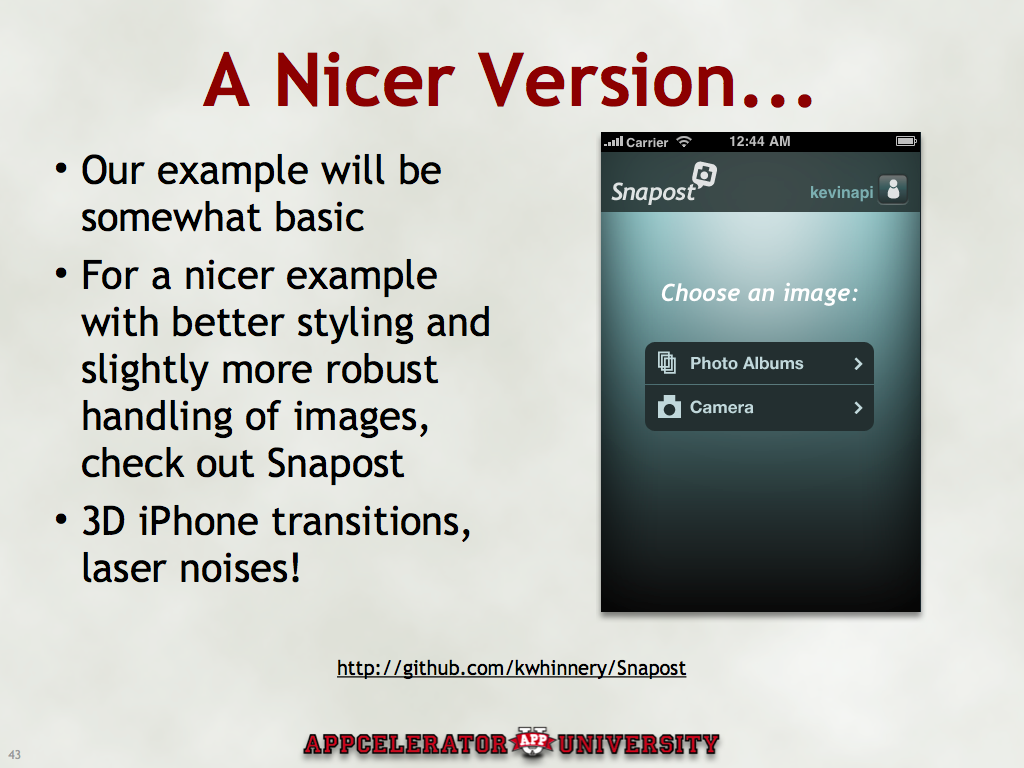 A Nicer Version...
• Our example will be
somewhat basic
• For a nicer example
with better styling and
slightly more robust
handling of images,
check out Snapost
• 3D iPhone transitions,
laser noises!
Carrier 12:44 AM
Snapost kevinapi
Choose an image:
Photo Albums
Camera
http://github.com/kwhinnery/Snapost
43
APPCELERATOR U APP UNIVERSITY